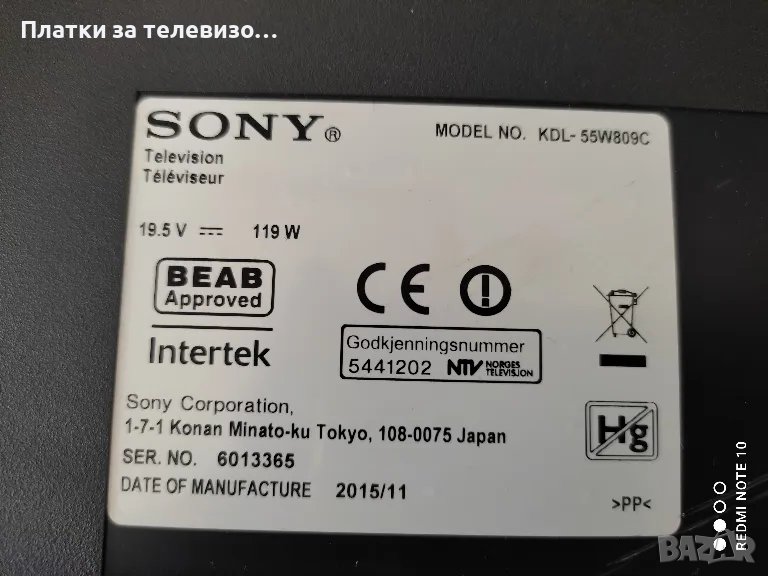 Платки за телевизо...
SONY®
MODEL NO. KDL- 55W809C
Television
Téléviseur
19.5 V 119 W
BEAB
Approved
CE
Intertek
Godkjenningsnummer
5441202 NTV NORGES TELEVISJON
Sony Corporation,
1-7-1 Konan Minato-ku Tokyo, 108-0075 Japan
Hg
SER. NO. 6013365
DATE OF MANUFACTURE 2015/11
>PP<
REDMI NOTE 10
BAZAR